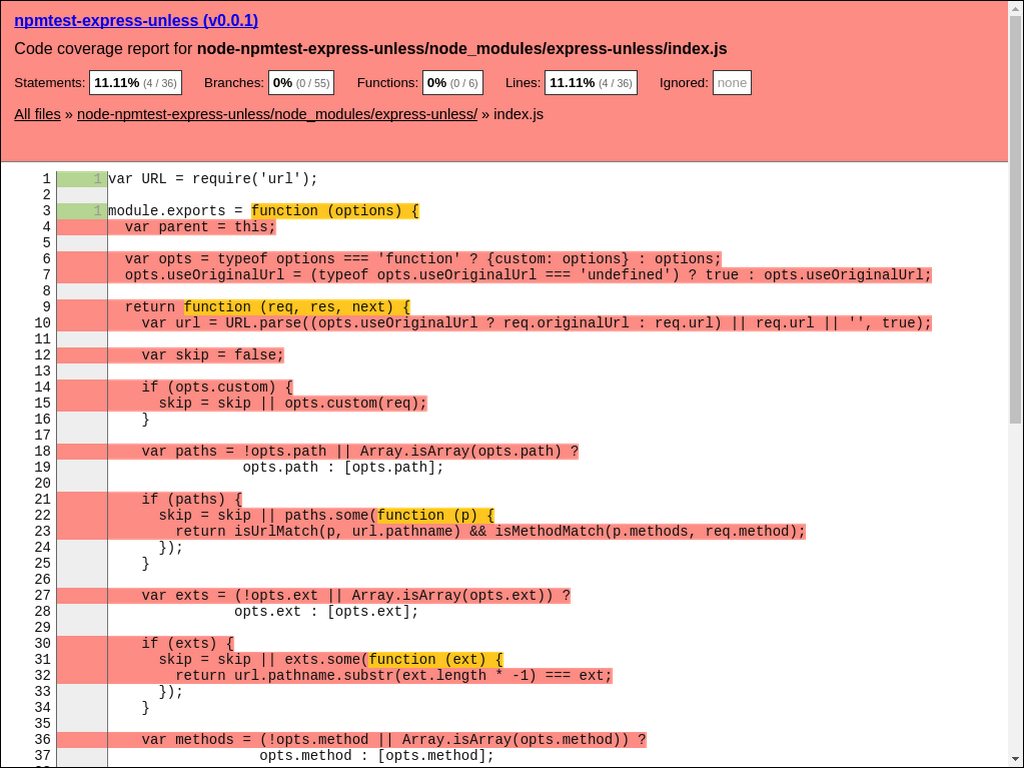 npmtest-express-unless (v0.0.1)
Code coverage report for node-npmtest-express-unless/node_modules/express-unless/index.js
Statements: 11.11% (4 / 36) Branches: 0% (0 / 55) Functions: 0% (0 / 6) Lines: 11.11% (4 / 36) Ignored: none
All files » node-npmtest-express-unless/node_modules/express-unless/ » index.js
1 1 var URL = require('url');
2
3 1 module.exports = function (options) {
4   var parent = this;
5
6   var opts = typeof options === 'function' ? {custom: options} : options;
7   opts.useOriginalUrl = (typeof opts.useOriginalUrl === 'undefined') ? true : opts.useOriginalUrl;
8
9   return function (req, res, next) {
10     var url = URL.parse((opts.useOriginalUrl ? req.originalUrl : req.url) || req.url || '', true);
11
12     var skip = false;
13
14     if (opts.custom) {
15       skip = skip || opts.custom(req);
16     }
17
18     var paths = !opts.path || Array.isArray(opts.path) ?
19                 opts.path : [opts.path];
20
21     if (paths) {
22       skip = skip || paths.some(function (p) {
23         return isUrlMatch(p, url.pathname) && isMethodMatch(p.methods, req.method);
24       });
25     }
26
27     var exts = (!opts.ext || Array.isArray(opts.ext)) ?
28                opts.ext : [opts.ext];
29
30     if (exts) {
31       skip = skip || exts.some(function (ext) {
32         return url.pathname.substr(ext.length * -1) === ext;
33       });
34     }
35
36     var methods = (!opts.method || Array.isArray(opts.method)) ?
37                   opts.method : [opts.method];